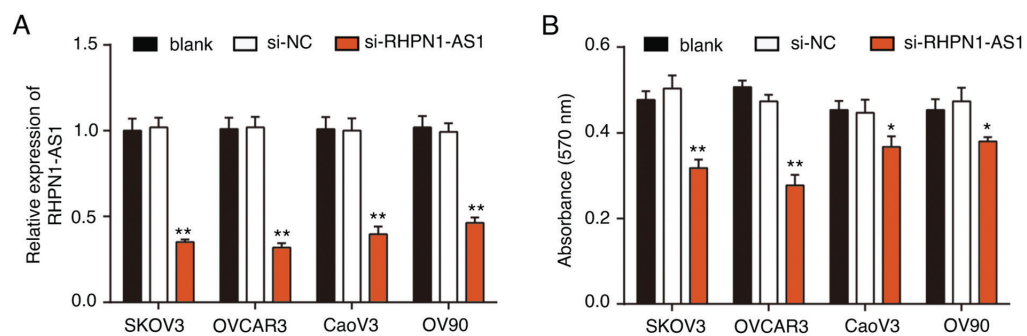 A
blank si-NC si-RHPN1-AS1
Relative expression of
RHPN1-AS1
1.5
1.0
0.5
0.0
** ** ** **
SKOV3 OVCAR3 CaoV3 OV90
B
blank si-NC si-RHPN1-AS1
Absorbance (570 nm)
0.6
0.4
0.2
0.0
** ** * *
SKOV3 OVCAR3 CaoV3 OV90